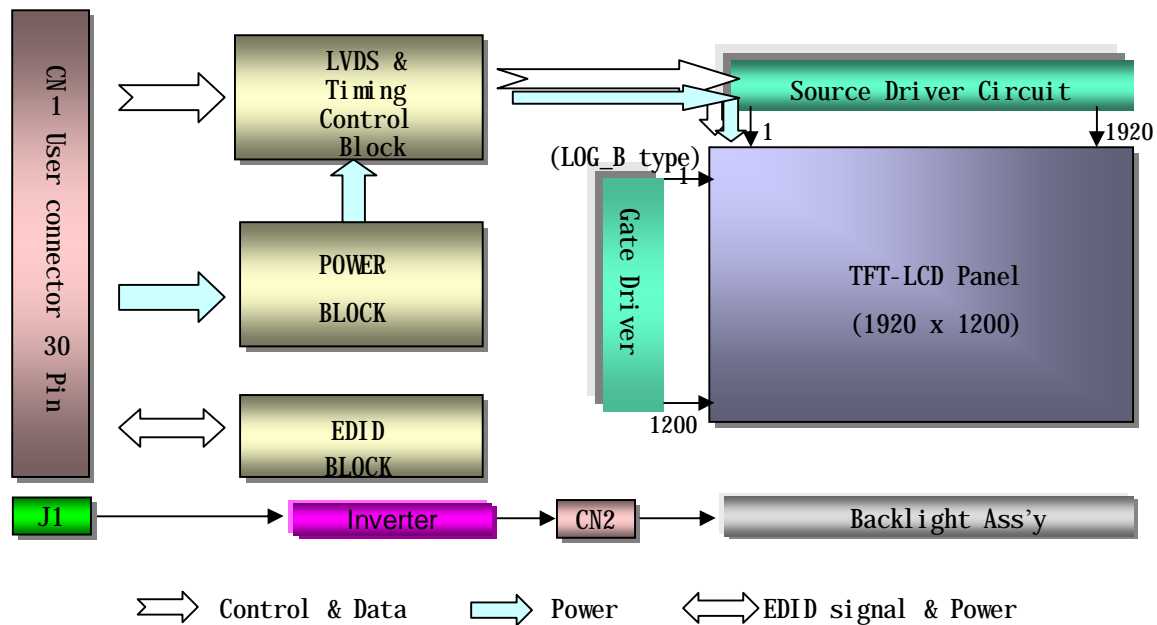 CN1 User connector 30 Pin
LVDS &
Timing
Control
Block
Source Driver Circuit
1
1920
(LOG_B type)
1
Gate Driver
1200
POWER
BLOCK
TFT-LCD Panel
(1920 x 1200)
EDID
BLOCK
J1
Inverter
CN2
Backlight Ass'y
Control & Data
Power
EDID signal & Power